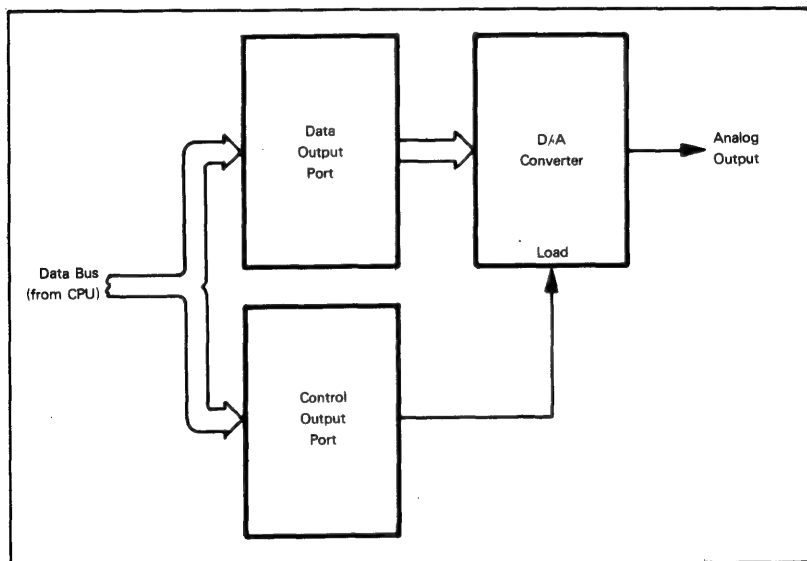 Data
Output
Port
D/A
Converter
Load
Analog
Output
Data Bus
(from CPU)
Control
Output
Port